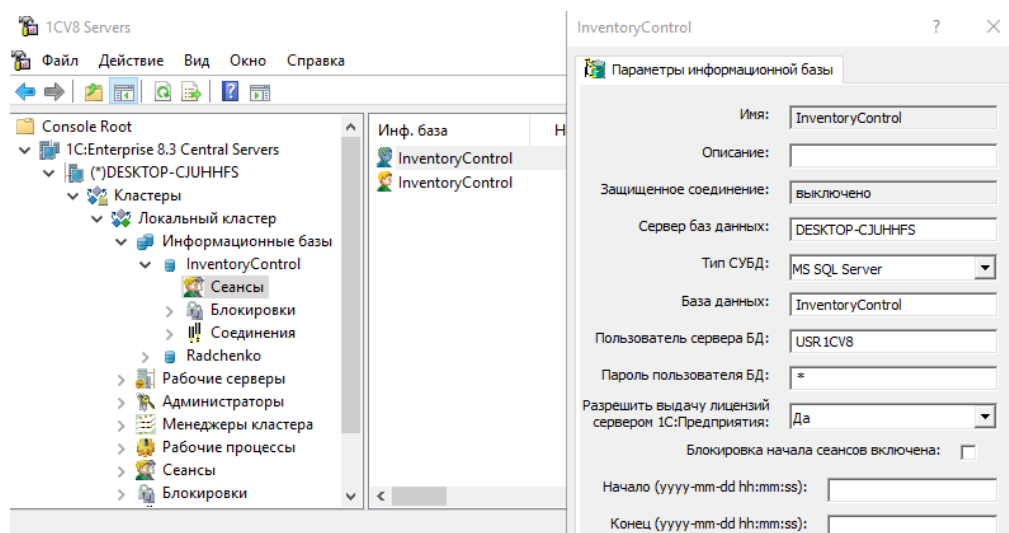 1CV8 Servers
Файл Действие Вид Окно Справка
Console Root
1C:Enterprise 8.3 Central Servers
(*)DESKTOP-CJUHHFS
Кластеры
Локальный кластер
Информационные базы
InventoryControl
Сеансы
Блокировки
Соединения
Radchenko
Рабочие серверы
Администраторы
Менеджеры кластера
Рабочие процессы
Сеансы
Блокировки
Инф. база Н
InventoryControl
InventoryControl
InventoryControl ?
Параметры информационной базы
Имя: InventoryControl
Описание:
Защищенное соединение: выключено
Сервер баз данных: DESKTOP-CJUHHFS
Тип СУБД: MS SQL Server
База данных: InventoryControl
Пользователь сервера БД: USR1CV8
Пароль пользователя БД: *
Разрешить выдачу лицензий
сервером 1С:Предприятия: Да
Блокировка начала сеансов включена:
Начало (yyyy-mm-dd hh:mm:ss):
Конец (yyyy-mm-dd hh:mm:ss):